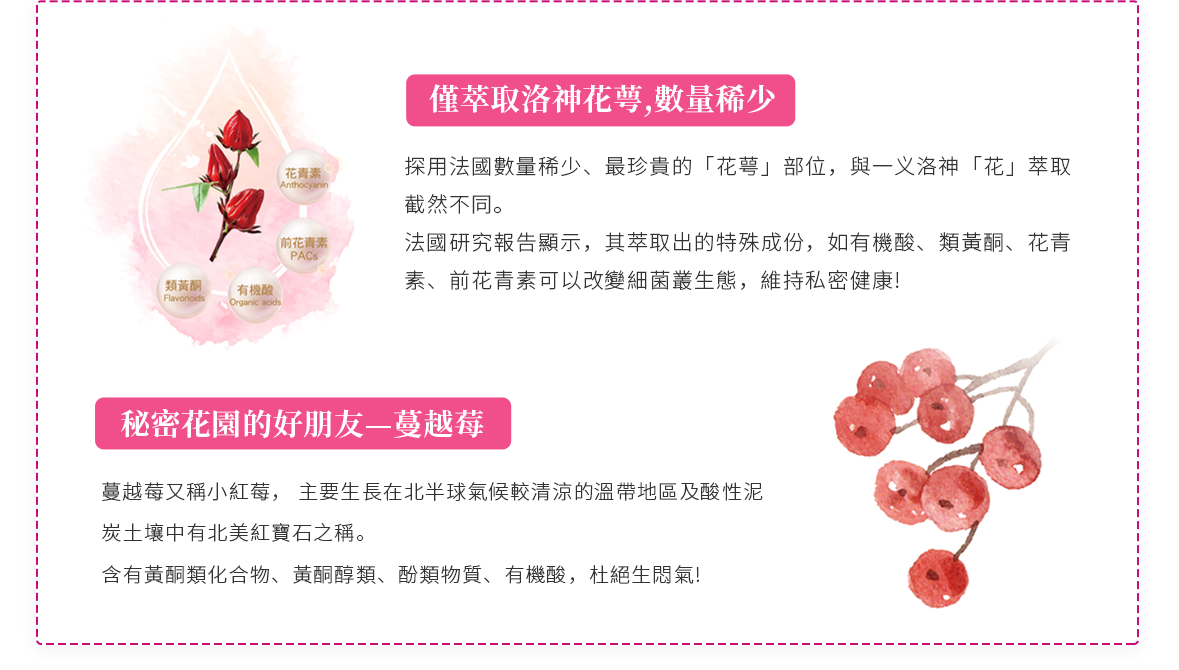 僅萃取洛神花萼,數量稀少
探用法國數量稀少、最珍貴的「花萼」部位，與一义洛神「花」萃取
截然不同。
法國研究報告顯示，其萃取出的特殊成份，如有機酸、類黃酮、花青
素、前花青素可以改變細菌叢生態，維持私密健康!
花青素
Anthocyanin
前花青素
PACs
類黃酮
Flavonoids
有機酸
Organic acids
秘密花園的好朋友—蔓越莓
蔓越莓又稱小紅莓， 主要生長在北半球氣候較清涼的溫帶地區及酸性泥
炭土壤中有北美紅寶石之稱。
含有黃酮類化合物、黃酮醇類、酚類物質、有機酸，杜絕生悶氣!